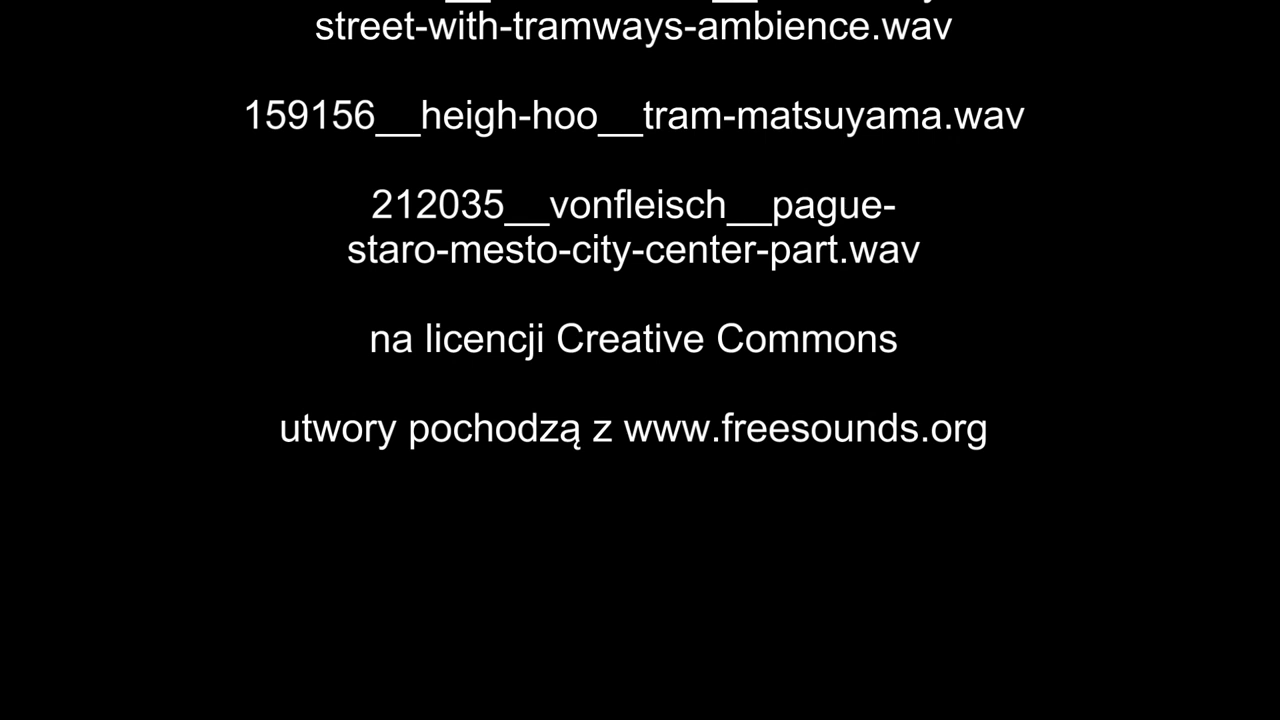 street-with-tramways-ambience.wav
159156__heigh-hoo__tram-matsuyama.wav
212035__vonfleisch__pague-
staro-mesto-city-center-part.wav
na licencji Creative Commons
utwory pochodzą z www.freesounds.org